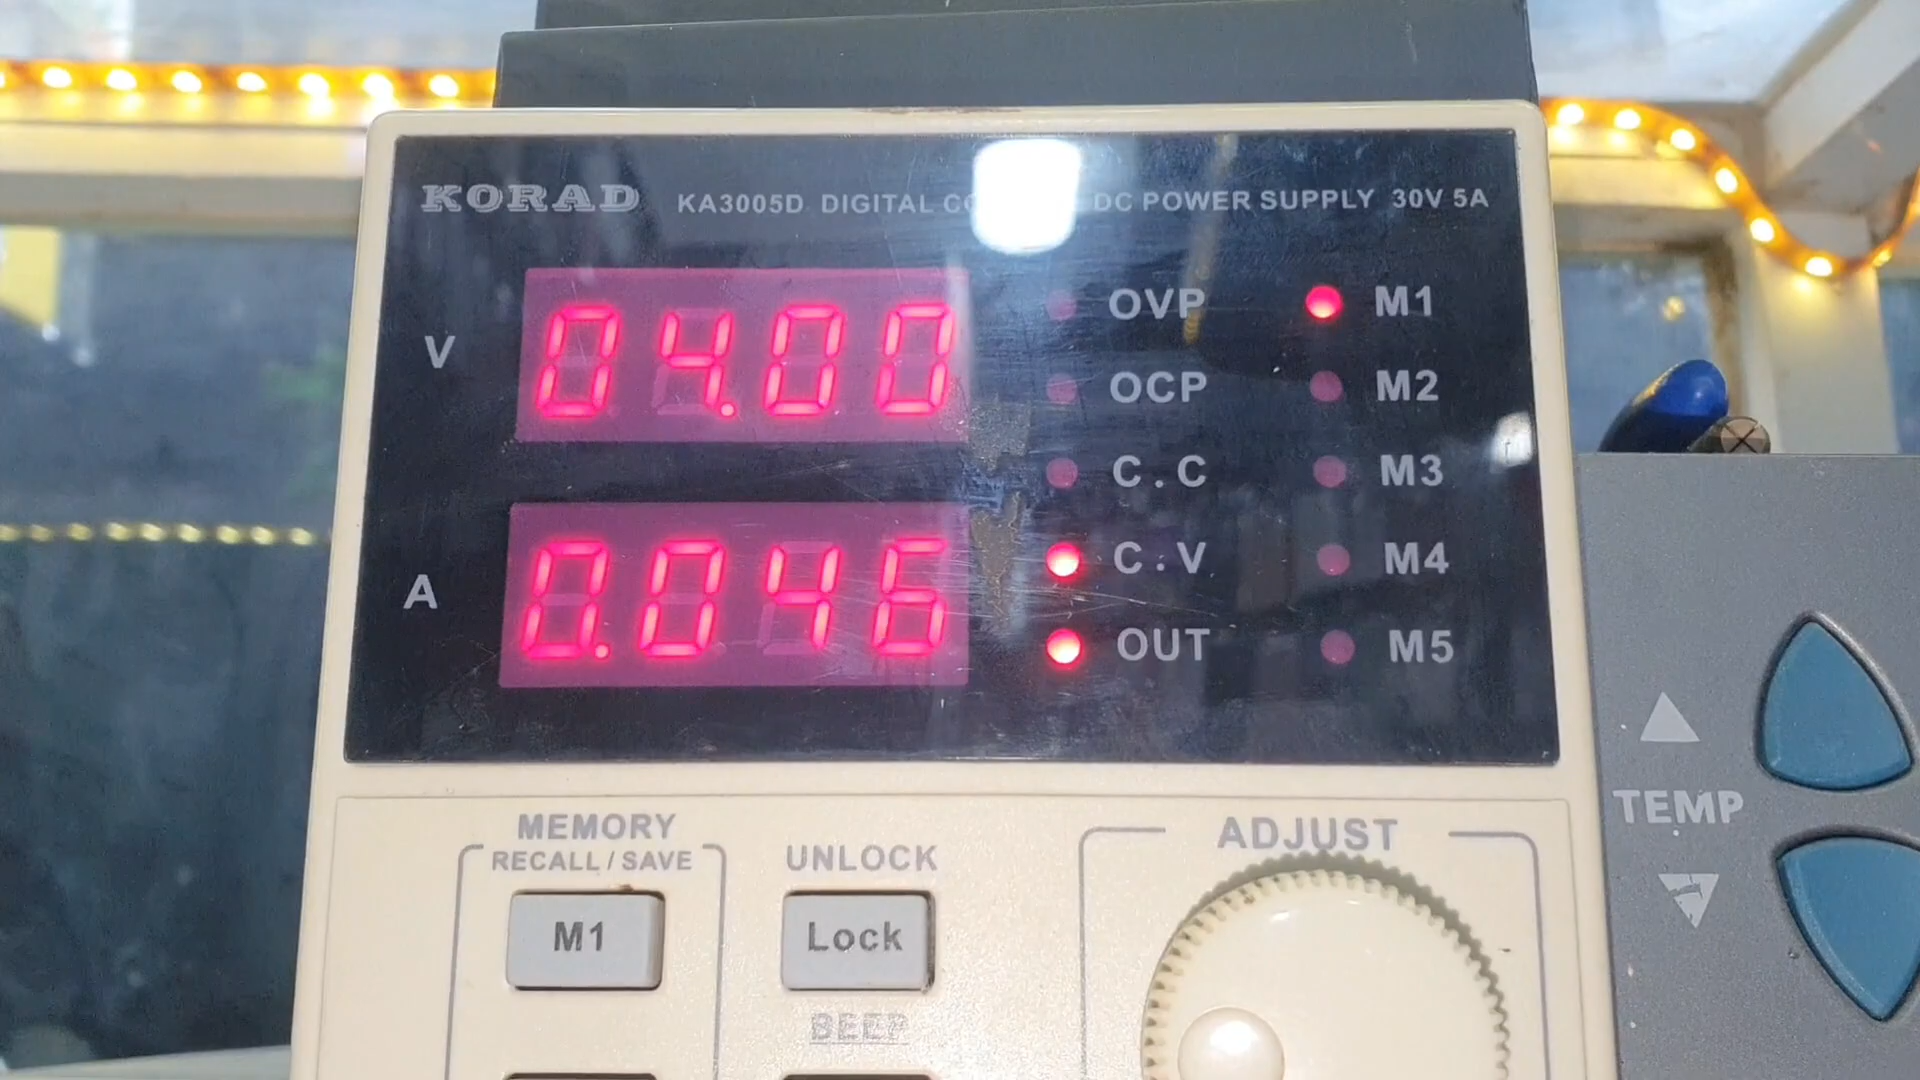 KORAD KA3005D DIGITAL DC POWER SUPPLY 30V 5A
V 04.00
OVP M1
OCP M2
C.C M3
A 0.046
C.V M4
OUT M5
MEMORY
RECALL / SAVE
UNLOCK
ADJUST
M1
Lock
BEEP
TEMP